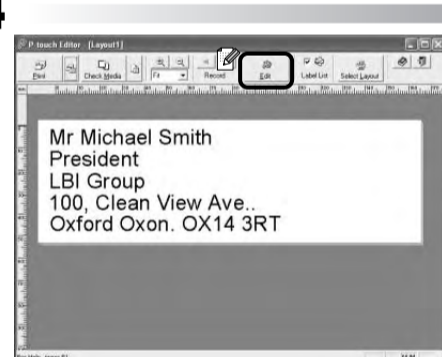 P-touch Editor - [Layout1]
Print Check Media Fit Record Edit Label List Select Layout
Mr Michael Smith
President
LBI Group
100, Clean View Ave..
Oxford Oxon. OX14 3RT